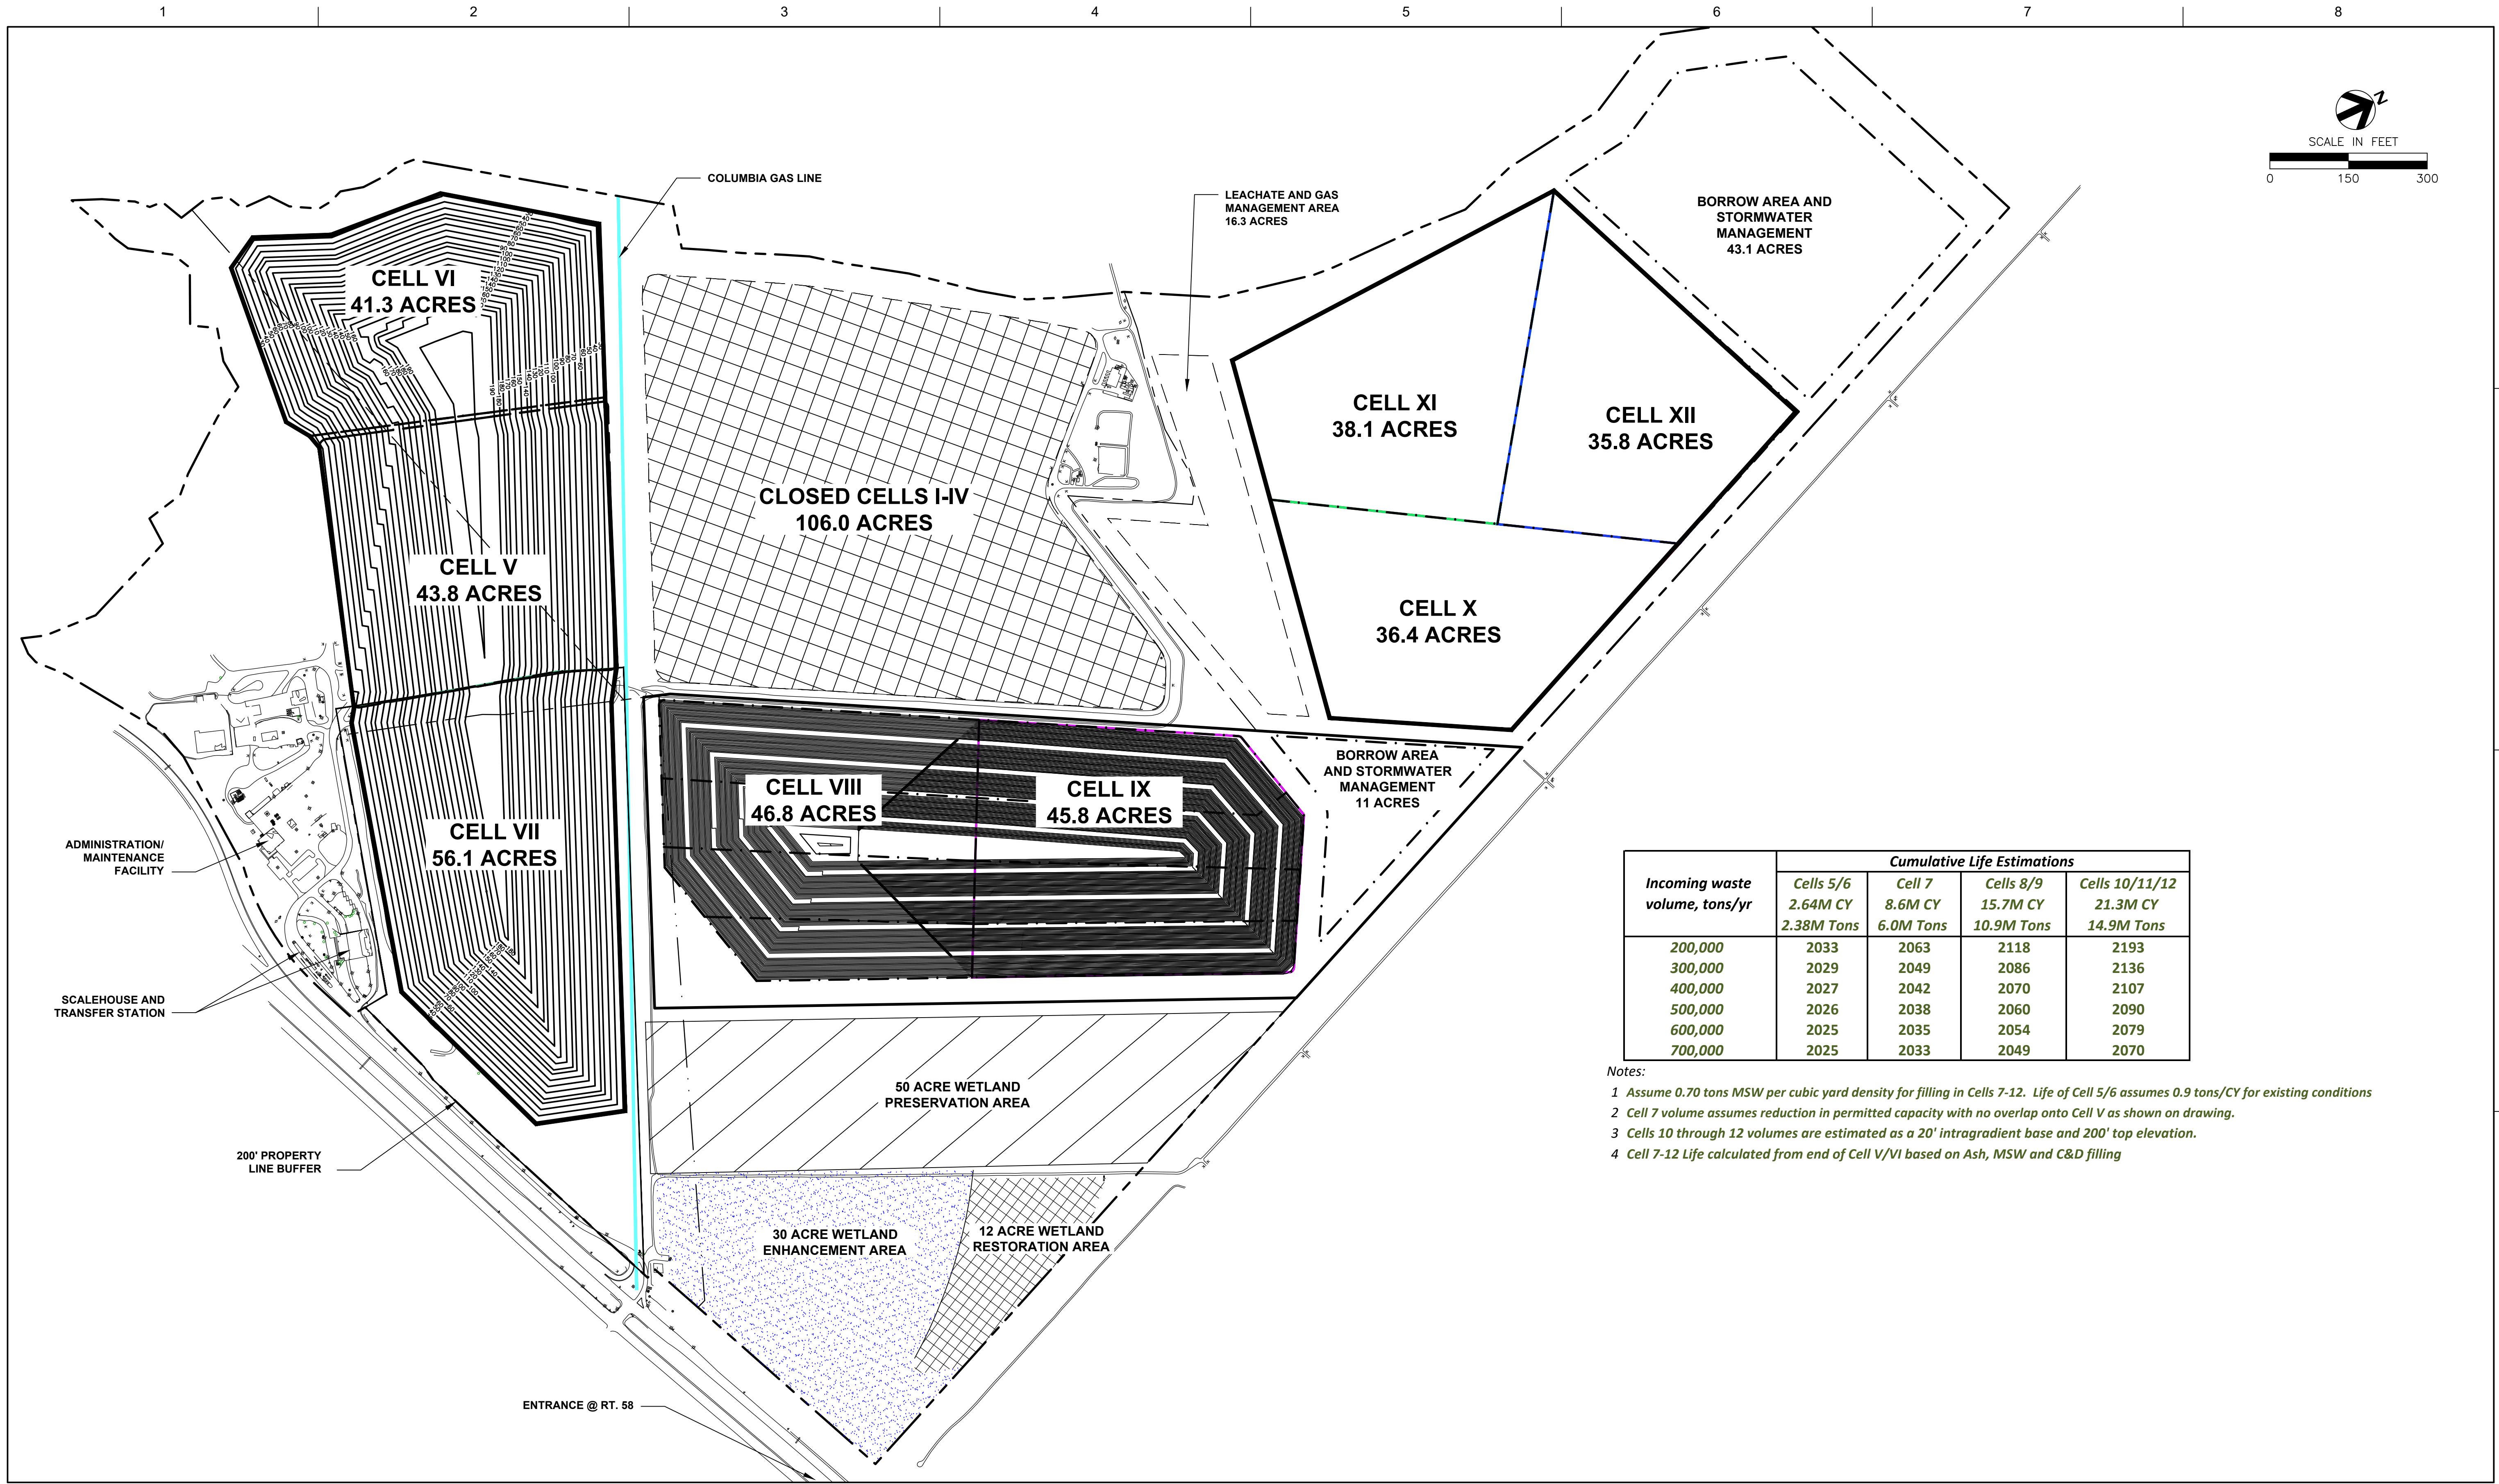 1 2 3 4 5 6 7 8
N
SCALE IN FEET
0 150 300
COLUMBIA GAS LINE
LEACHATE AND GAS
MANAGEMENT AREA
16.3 ACRES
BORROW AREA AND
STORMWATER
MANAGEMENT
43.1 ACRES
CELL VI
41.3 ACRES
CELL XI
38.1 ACRES
CELL XII
35.8 ACRES
CLOSED CELLS I-IV
106.0 ACRES
CELL V
43.8 ACRES
CELL X
36.4 ACRES
CELL VIII
46.8 ACRES
CELL IX
45.8 ACRES
BORROW AREA
AND STORMWATER
MANAGEMENT
11 ACRES
CELL VII
56.1 ACRES
ADMINISTRATION/
MAINTENANCE
FACILITY
SCALEHOUSE AND
TRANSFER STATION
200' PROPERTY
LINE BUFFER
50 ACRE WETLAND
PRESERVATION AREA
30 ACRE WETLAND
ENHANCEMENT AREA
12 ACRE WETLAND
RESTORATION AREA
ENTRANCE @ RT. 58
Cumulative Life Estimations
Incoming waste
volume, tons/yr
Cells 5/6 Cell 7 Cells 8/9 Cells 10/11/12
2.64M CY 8.6M CY 15.7M CY 21.3M CY
2.38M Tons 6.0M Tons 10.9M Tons 14.9M Tons
200,000 2033 2063 2118 2193
300,000 2029 2049 2086 2136
400,000 2027 2042 2070 2107
500,000 2026 2038 2060 2090
600,000 2025 2035 2054 2079
700,000 2025 2033 2049 2070
Notes:
1 Assume 0.70 tons MSW per cubic yard density for filling in Cells 7-12. Life of Cell 5/6 assumes 0.9 tons/CY for existing conditions
2 Cell 7 volume assumes reduction in permitted capacity with no overlap onto Cell V as shown on drawing.
3 Cells 10 through 12 volumes are estimated as a 20' intragradient base and 200' top elevation.
4 Cell 7-12 Life calculated from end of Cell V/VI based on Ash, MSW and C&D filling